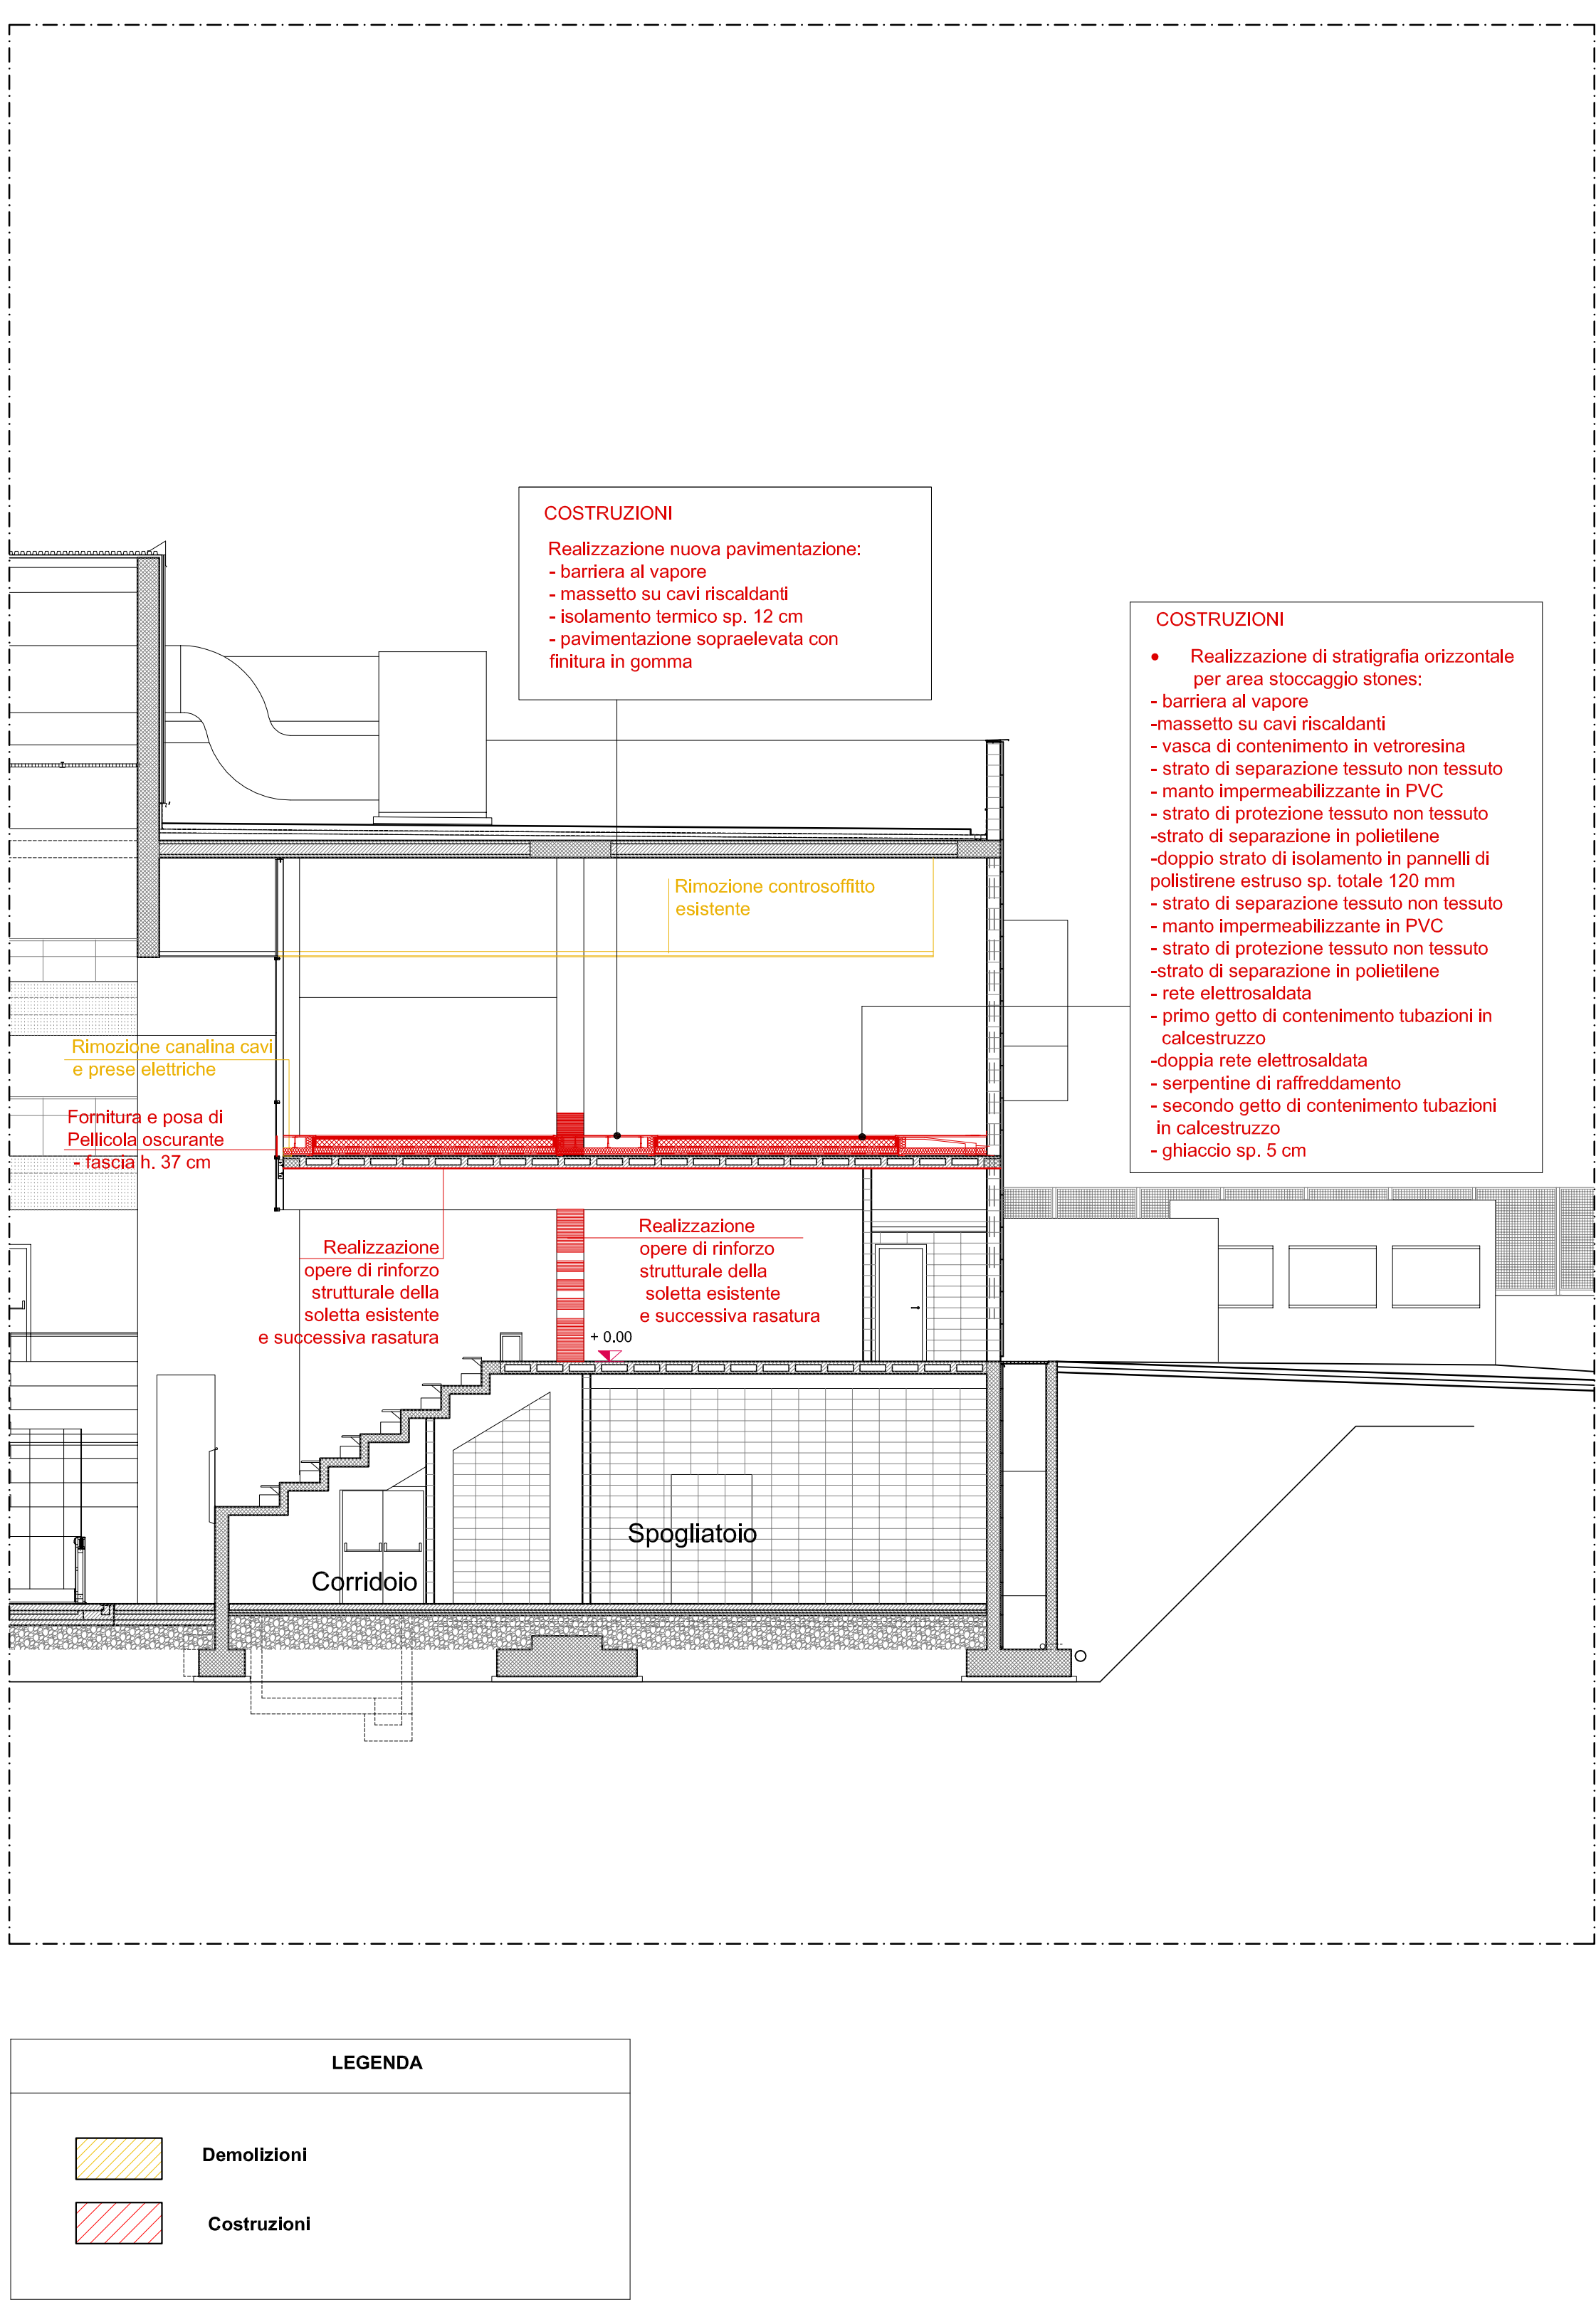 COSTRUZIONI
Realizzazione nuova pavimentazione:
- barriera al vapore
- massetto su cavi riscaldanti
- isolamento termico sp. 12 cm
- pavimentazione sopraelevata con
finitura in gomma
COSTRUZIONI
• Realizzazione di stratigrafia orizzontale
per area stoccaggio stones:
- barriera al vapore
-massetto su cavi riscaldanti
- vasca di contenimento in vetroresina
- strato di separazione tessuto non tessuto
- manto impermeabilizzante in PVC
- strato di protezione tessuto non tessuto
-strato di separazione in polietilene
-doppio strato di isolamento in pannelli di
polistirene estruso sp. totale 120 mm
- strato di separazione tessuto non tessuto
- manto impermeabilizzante in PVC
- strato di protezione tessuto non tessuto
-strato di separazione in polietilene
- rete elettrosaldata
- primo getto di contenimento tubazioni in
calcestruzzo
-doppia rete elettrosaldata
- serpentine di raffreddamento
- secondo getto di contenimento tubazioni
in calcestruzzo
- ghiaccio sp. 5 cm
Rimozione controsoffitto
esistente
Rimozione canalina cavi
e prese elettriche
Fornitura e posa di
Pellicola oscurante
- fascia h. 37 cm
Realizzazione
opere di rinforzo
strutturale della
soletta esistente
e successiva rasatura
Realizzazione
opere di rinforzo
strutturale della
soletta esistente
e successiva rasatura
+ 0.00
Spogliatoio
Corridoio
LEGENDA
Demolizioni
Costruzioni